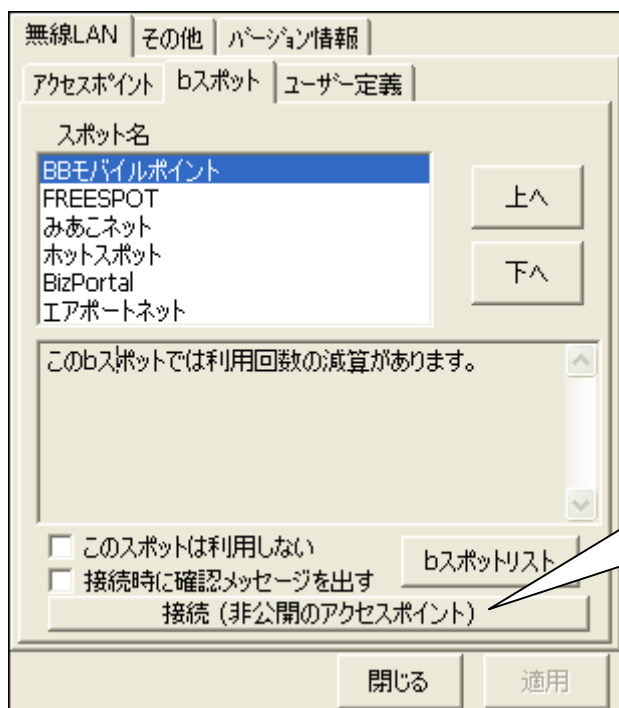 無線LAN その他 バージョン情報
アクセスポイント bスポット ユーザー定義
スポット名
BBモバイルポイント
FREESPOT
みあこネット
ホットスポット
BizPortal
エアポートネット
上へ
下へ
このbスポットでは利用回数の減算があります。
このスポットは利用しない
接続時に確認メッセージを出す
bスポットリスト
接続（非公開のアクセスポイント）
閉じる 適用